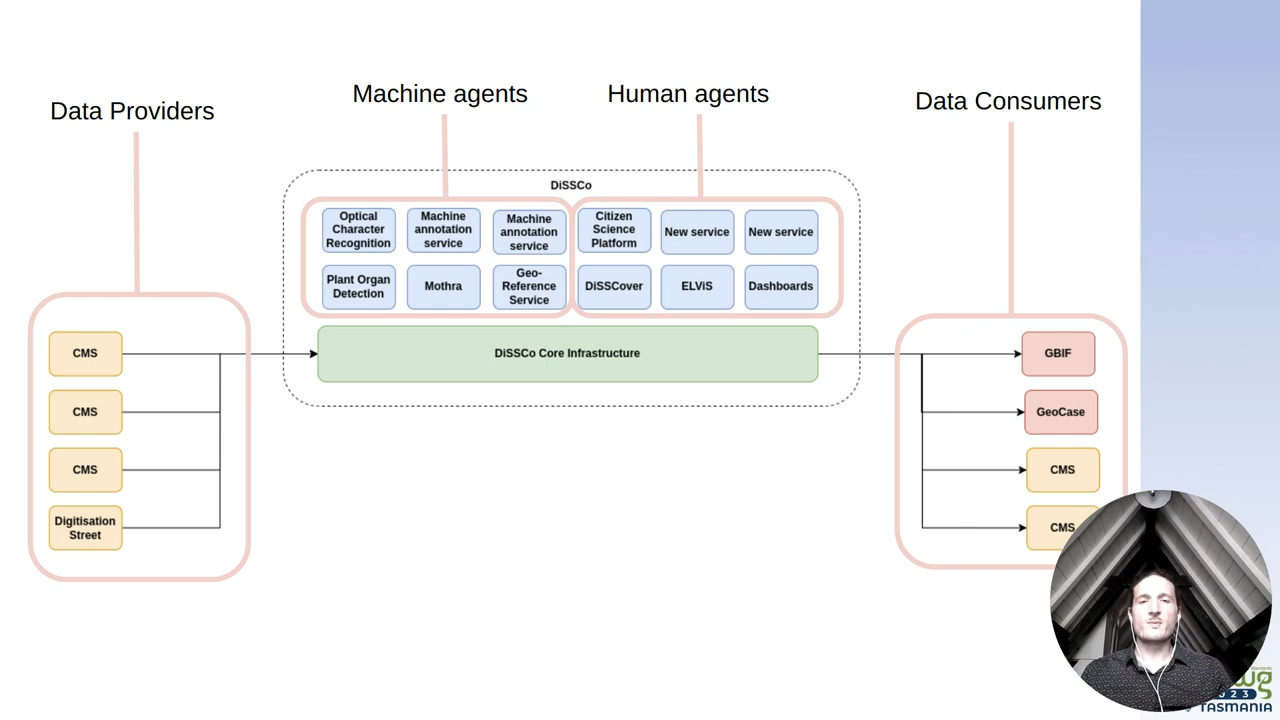 Data Providers
Machine agents
Human agents
Data Consumers
DiSSCo
Optical
Character
Recognition
Machine
annotation
service
Machine
annotation
service
Citizen
Science
Platform
New service
New service
Plant Organ
Detection
Mothra
Geo-
Reference
Service
DiSSCover
ELViS
Dashboards
CMS
CMS
CMS
Digitisation
Street
DiSSCo Core Infrastructure
GBIF
GeoCase
CMS
CMS
TASMANIA